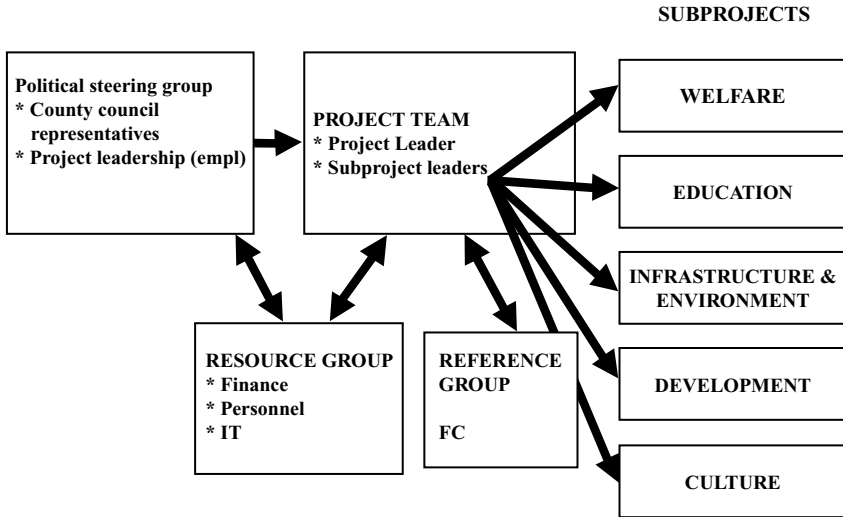 SUBPROJECTS
Political steering group
* County council
representatives
* Project leadership (empl)
PROJECT TEAM
* Project Leader
* Subproject leaders
WELFARE
EDUCATION
INFRASTRUCTURE &
ENVIRONMENT
DEVELOPMENT
CULTURE
RESOURCE GROUP
* Finance
* Personnel
* IT
REFERENCE
GROUP
FC